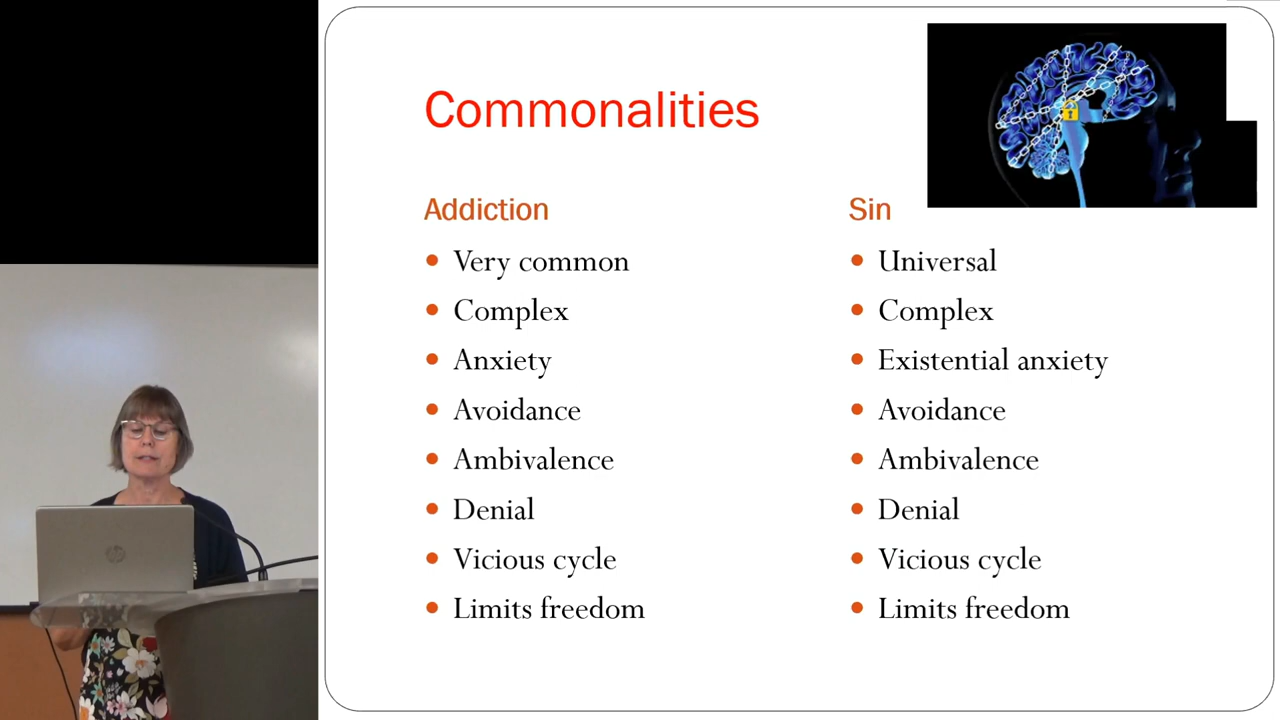 Commonalities
Addiction
• Very common
• Complex
• Anxiety
• Avoidance
• Ambivalence
• Denial
• Vicious cycle
• Limits freedom
Sin
• Universal
• Complex
• Existential anxiety
• Avoidance
• Ambivalence
• Denial
• Vicious cycle
• Limits freedom